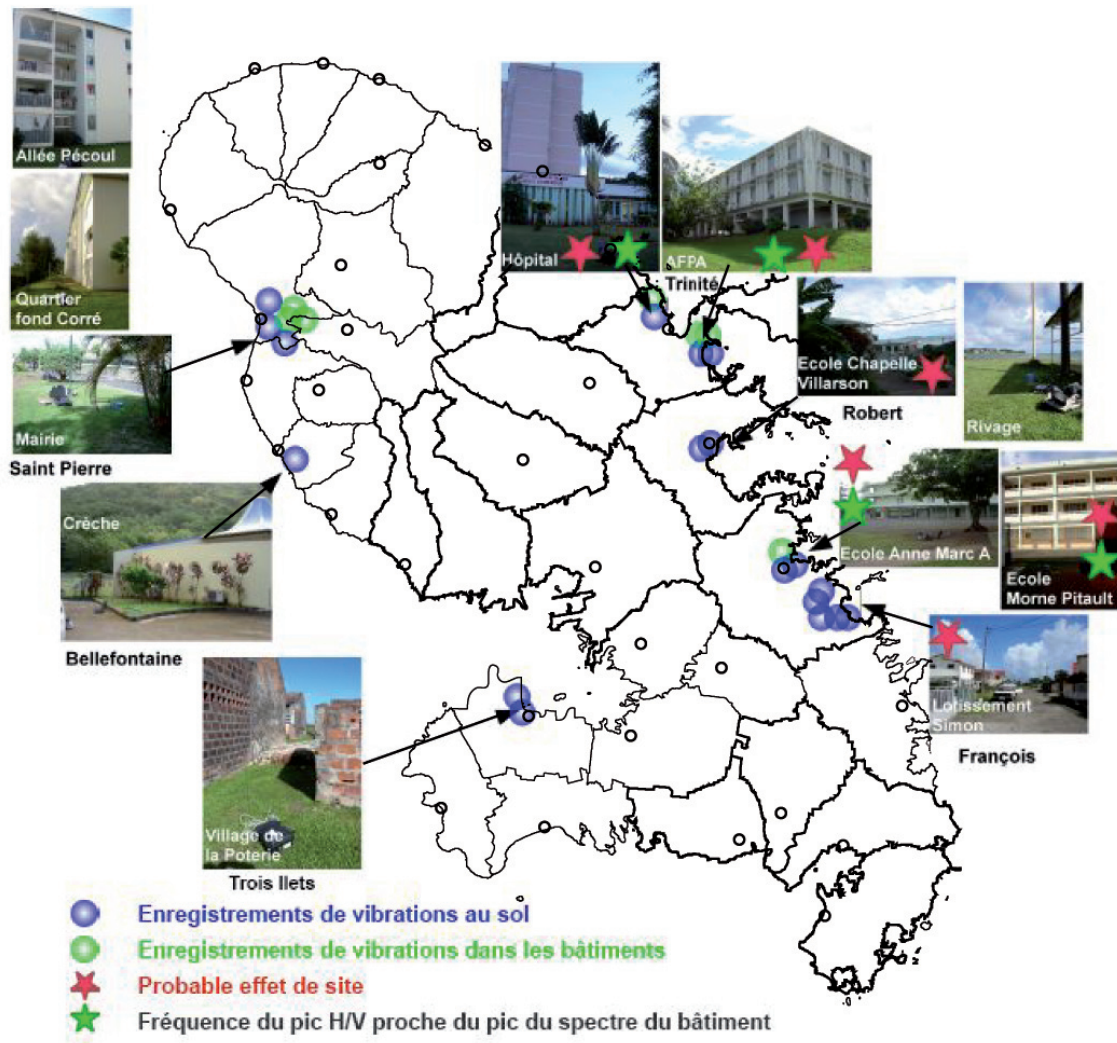 Allée Pécoul
Quartier
fond Corré
Mairie
Saint Pierre
Crèche
Bellefontaine
Village de
la Poterie
Trois Ilets
Hôpital
AFPA
Trinité
Ecole Chapelle
Villarson
Robert
Rivage
Ecole Anne Marc A
Ecole
Morne Pitault
Lotissement
Simon
François
Enregistrements de vibrations au sol
Enregistrements de vibrations dans les bâtiments
Probable effet de site
Fréquence du pic H/V proche du pic du spectre du bâtiment